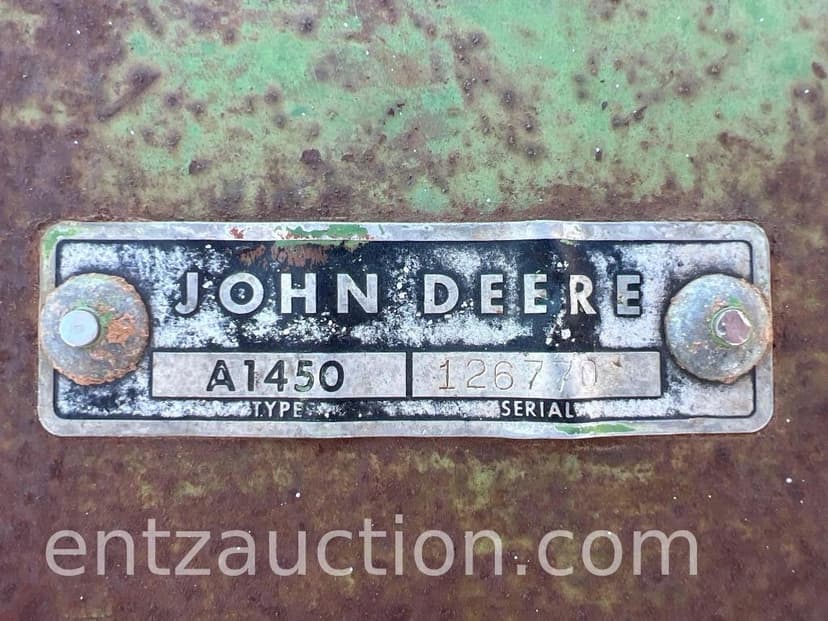 JOHN DEERE
A1450 126770
TYPE SERIAL
entzauction.com